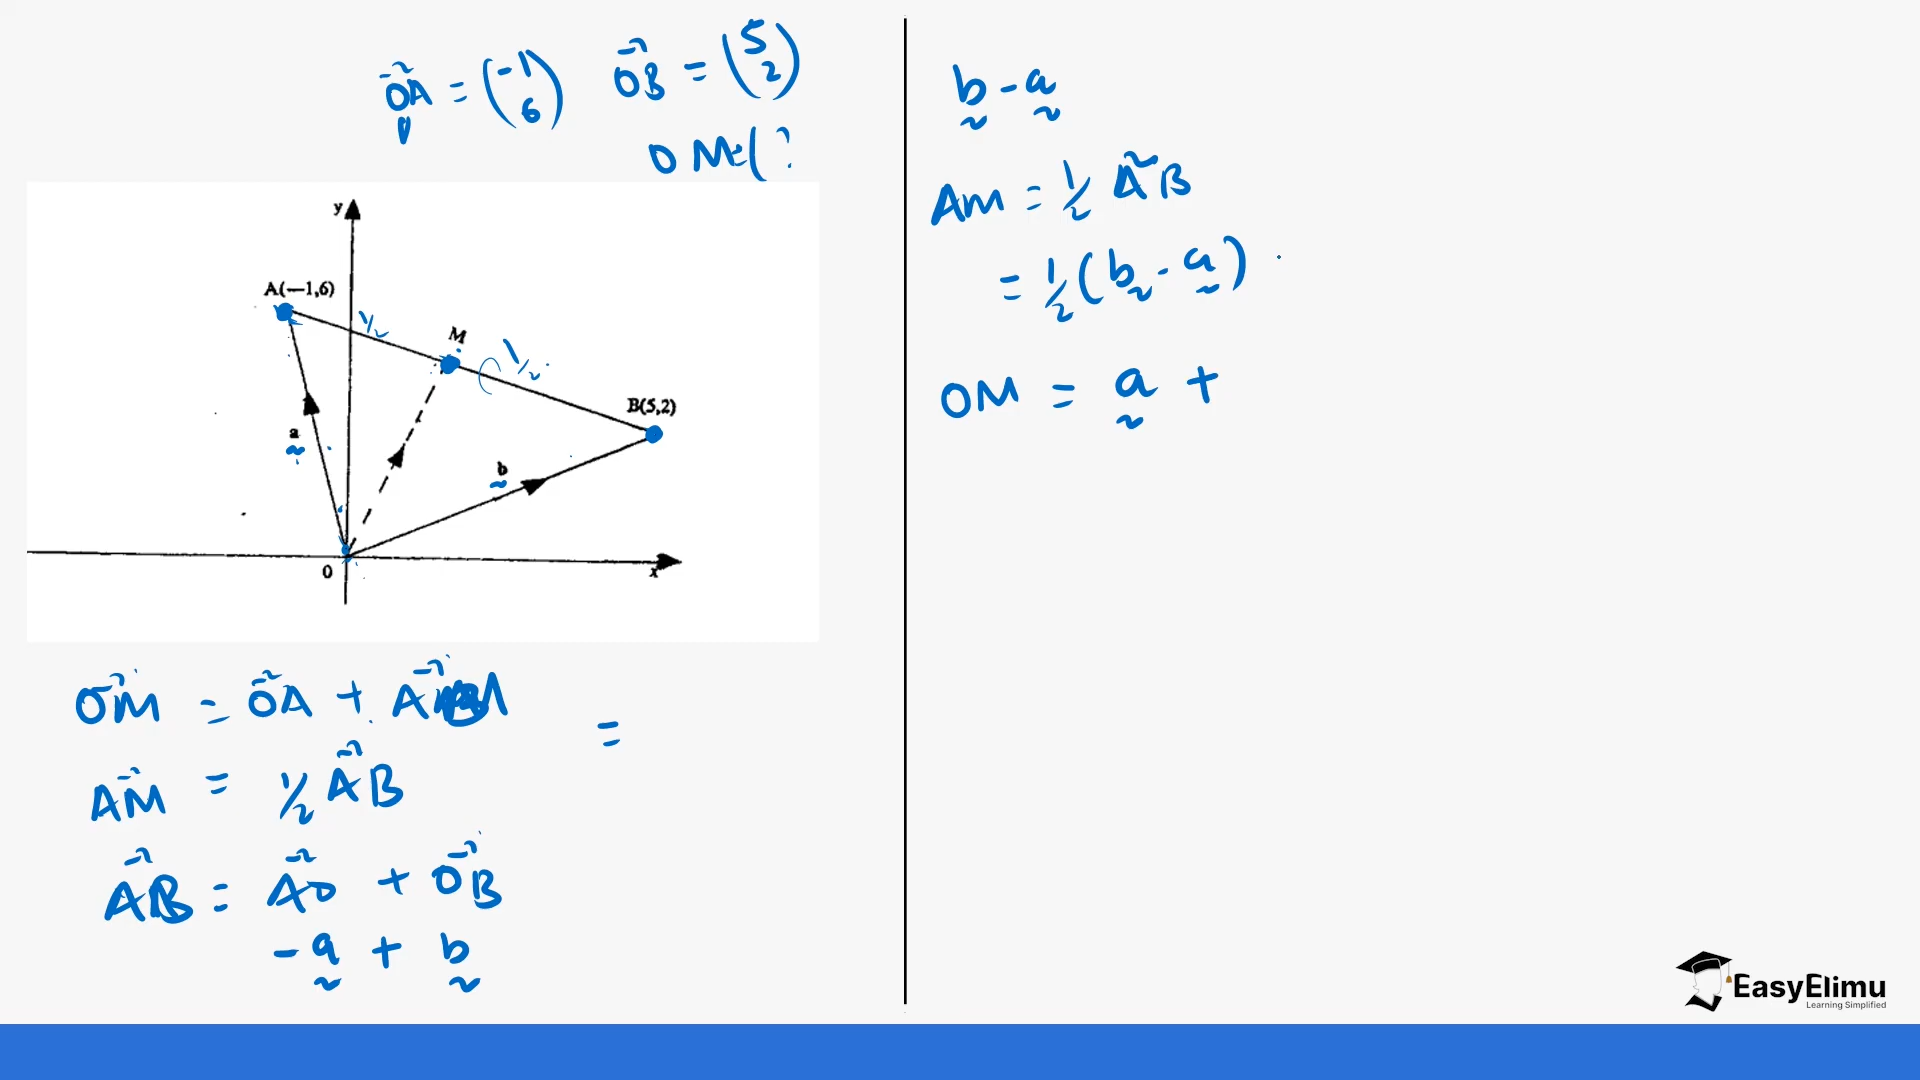 OA = (-1 6) OB = (5 2)
OM = ( ?
y
A(—1,6)
1/2
M
1/2
B(5,2)
a
b
O
x
OM = OA + AM
=
AM = 1/2 AB
AB = AO + OB
-a + b
b - a
AM = 1/2 AB
= 1/2 (b - a)
OM = a +
EasyElimu
Learning Simplified